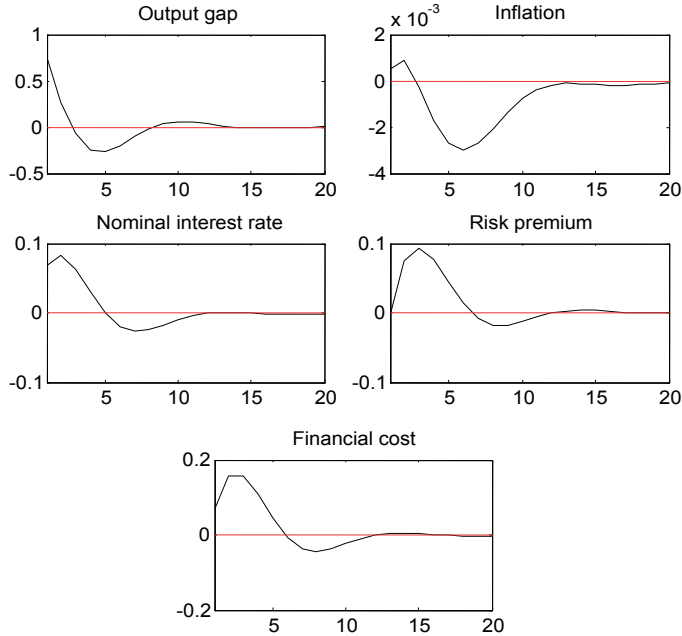 Output gap
1
0.5
0
-0.5
5 10 15 20
Inflation
x 10^-3
2
0
-2
-4
5 10 15 20
Nominal interest rate
0.1
0
-0.1
5 10 15 20
Risk premium
0.1
0
-0.1
5 10 15 20
Financial cost
0.2
0
-0.2
5 10 15 20